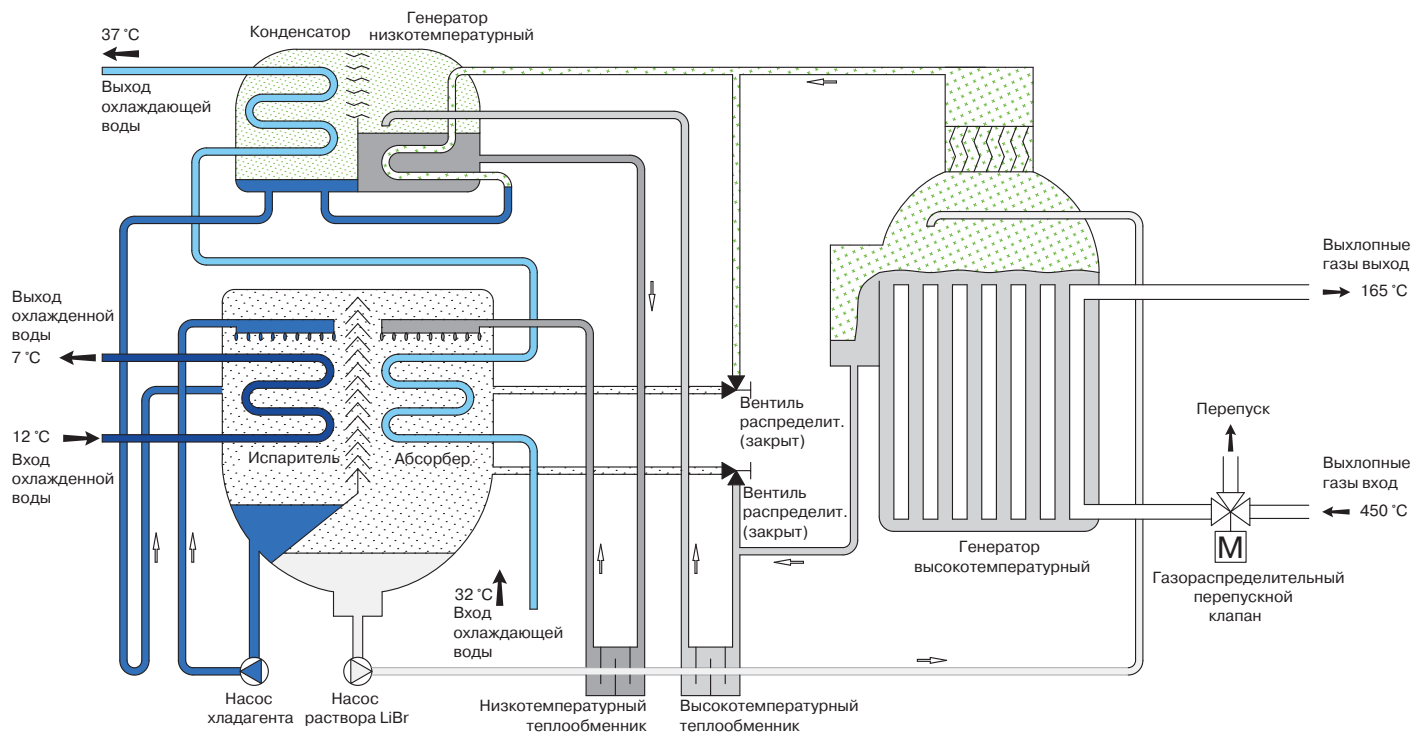 37 °C
Выход
охлаждающей
воды
Конденсатор
Генератор
низкотемпературный
Выход
охлажденной
воды
7 °C
12 °C
Вход
охлажденной
воды
Испаритель
Абсорбер
Вентиль
распределит.
(закрыт)
Вентиль
распределит.
(закрыт)
Выхлопные
газы выход
165 °C
Перепуск
Выхлопные
газы вход
450 °C
M
Генератор
высокотемпературный
Газораспределительный
перепускной
клапан
32 °C
Вход
охлаждающей
воды
Насос
хладагента
Насос
раствора LiBr
Низкотемпературный
теплообменник
Высокотемпературный
теплообменник